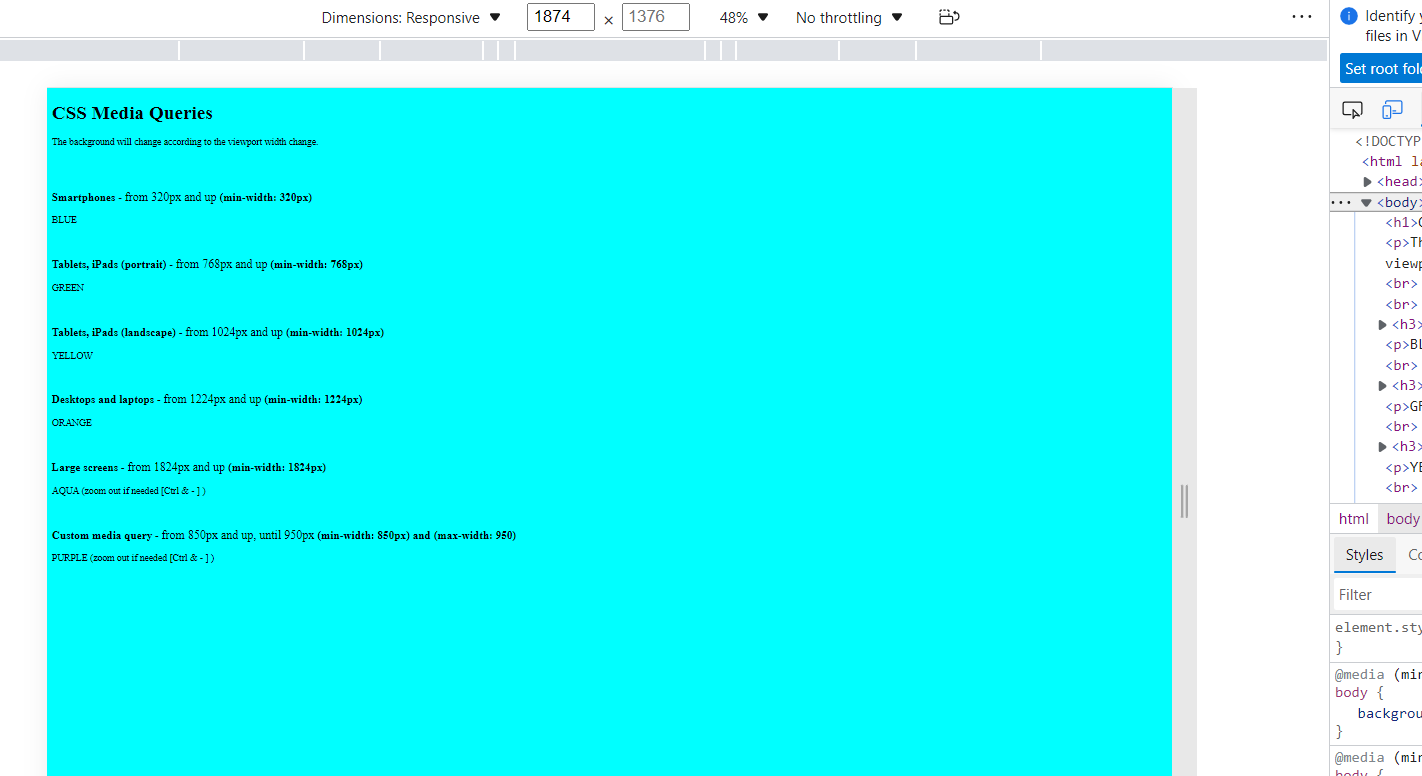 Dimensions: Responsive 1874 × 1376 48% No throttling
Identify y
files in V
Set root fol
CSS Media Queries
The background will change according to the viewport width change.
Smartphones - from 320px and up (min-width: 320px)
BLUE
Tablets, iPads (portrait) - from 768px and up (min-width: 768px)
GREEN
Tablets, iPads (landscape) - from 1024px and up (min-width: 1024px)
YELLOW
Desktops and laptops - from 1224px and up (min-width: 1224px)
ORANGE
Large screens - from 1824px and up (min-width: 1824px)
AQUA (zoom out if needed [Ctrl & - ] )
Custom media query - from 850px and up, until 950px (min-width: 850px) and (max-width: 950)
PURPLE (zoom out if needed [Ctrl & - ] )
<!DOCTYP
<html la
<head>
··· <body>
<h1>C
<p>Th
viewp
<br>
<br>
<h3>
<p>BL
<br>
<h3>
<p>GR
<br>
<h3>
<p>YE
<br>
html body
Styles Co
Filter
element.sty
}
@media (min
body {
backgrou
}
@media (min
body {